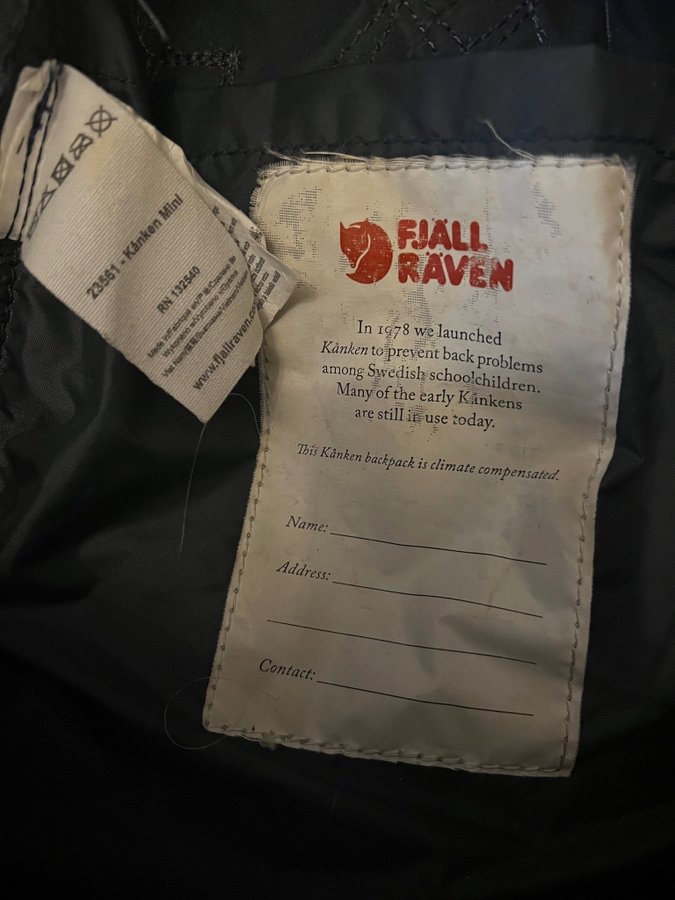 23561 - Kånken Mini
RN 132540
www.fjallraven.co
FJÄLL
RÄVEN
In 1978 we launched
Kånken to prevent back problems
among Swedish schoolchildren.
Many of the early Kånkens
are still in use today.
This Kånken backpack is climate compensated.
Name:
Address:
Contact: